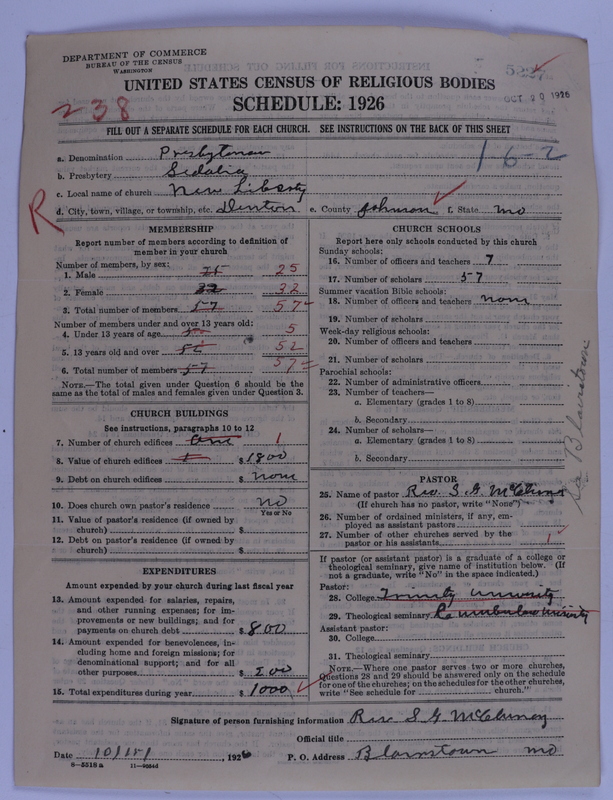 DEPARTMENT OF COMMERCE
BUREAU OF THE CENSUS
WASHINGTON
5227
OCT 20 1926
UNITED STATES CENSUS OF RELIGIOUS BODIES
SCHEDULE: 1926
238
FILL OUT A SEPARATE SCHEDULE FOR EACH CHURCH. SEE INSTRUCTIONS ON THE BACK OF THIS SHEET
a. Denomination Presbyterian
1-6-2
b. Presbytery Sedalia
c. Local name of church New Liberty
R
d. City, town, village, or township, etc. Denton e. County Johnson f. State Mo
MEMBERSHIP
Report number of members according to definition of
member in your church
Number of members, by sex:
1. Male 25 25
2. Female 32 32
3. Total number of members 57 57
Number of members under and over 13 years old:
4. Under 13 years of age 5 5
5. 13 years old and over 52 52
6. Total number of members 57 57
NOTE.—The total given under Question 6 should be the
same as the total of males and females given under Question 3.
CHURCH BUILDINGS
See instructions, paragraphs 10 to 12
7. Number of church edifices One 1
8. Value of church edifices $ 1800
9. Debt on church edifices $ none
10. Does church own pastor's residence no
Yes or No
11. Value of pastor's residence (if owned by
church) $
12. Debt on pastor's residence (if owned by
church) $
EXPENDITURES
Amount expended by your church during last fiscal year
13. Amount expended for salaries, repairs,
and other running expenses; for im-
provements or new buildings; and for
payments on church debt $ 800
14. Amount expended for benevolences, in-
cluding home and foreign missions; for
denominational support; and for all
other purposes $ 200
15. Total expenditures during year $ 1000
CHURCH SCHOOLS
Report here only schools conducted by this church
Sunday schools:
16. Number of officers and teachers 7
17. Number of scholars 57
Summer vacation Bible schools:
18. Number of officers and teachers none
19. Number of scholars
Week-day religious schools:
20. Number of officers and teachers
21. Number of scholars
Parochial schools:
22. Number of administrative officers
23. Number of teachers—
a. Elementary (grades 1 to 8)
b. Secondary
24. Number of scholars—
a. Elementary (grades 1 to 8)
b. Secondary
Blairstown
PASTOR
25. Name of pastor Rev. S. G. McCluney
(If church has no pastor, write "None")
26. Number of ordained ministers, if any, em-
ployed as assistant pastors
27. Number of other churches served by the
pastor or his assistants 1
If pastor (or assistant pastor) is a graduate of a college or
theological seminary, give name of institution below. (If
not a graduate, write "No" in the space indicated.)
Pastor:
28. College Trinity University
29. Theological seminary
Assistant pastor:
30. College
31. Theological seminary
NOTE.—Where one pastor serves two or more churches,
Questions 28 and 29 should be answered only on the schedule
for one of the churches; on the schedules for the other churches,
write "See schedule for church."
Signature of person furnishing information Rev. S. G. McCluney
Official title
Date 10/15/, 1926 P. O. Address Blairstown Mo
8-5518 a 11-9664d